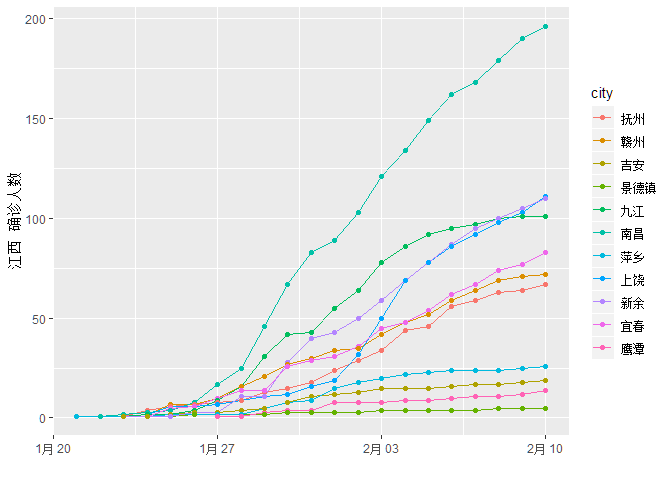 200
150
100
50
0
江西 确诊人数
1月 20
1月 27
2月 03
2月 10
city
抚州
赣州
吉安
景德镇
九江
南昌
萍乡
上饶
新余
宜春
鹰潭